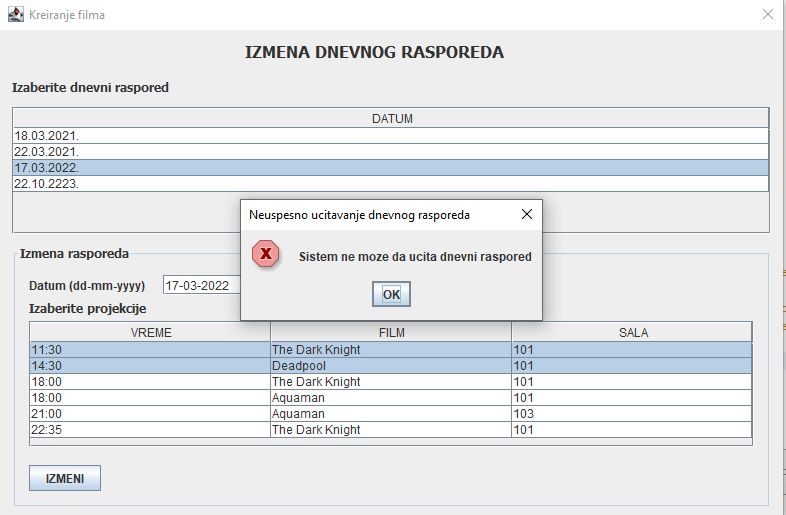 Kreiranje filma
IZMENA DNEVNOG RASPOREDA
Izaberite dnevni raspored
DATUM
18.03.2021.
22.03.2021.
17.03.2022.
22.10.2223.
Neuspesno ucitavanje dnevnog rasporeda
Sistem ne moze da ucita dnevni raspored
OK
Izmena rasporeda
Datum (dd-mm-yyyy) 17-03-2022
Izaberite projekcije
VREME FILM SALA
11:30 The Dark Knight 101
14:30 Deadpool 101
18:00 The Dark Knight 101
18:00 Aquaman 101
21:00 Aquaman 103
22:35 The Dark Knight 101
IZMENI